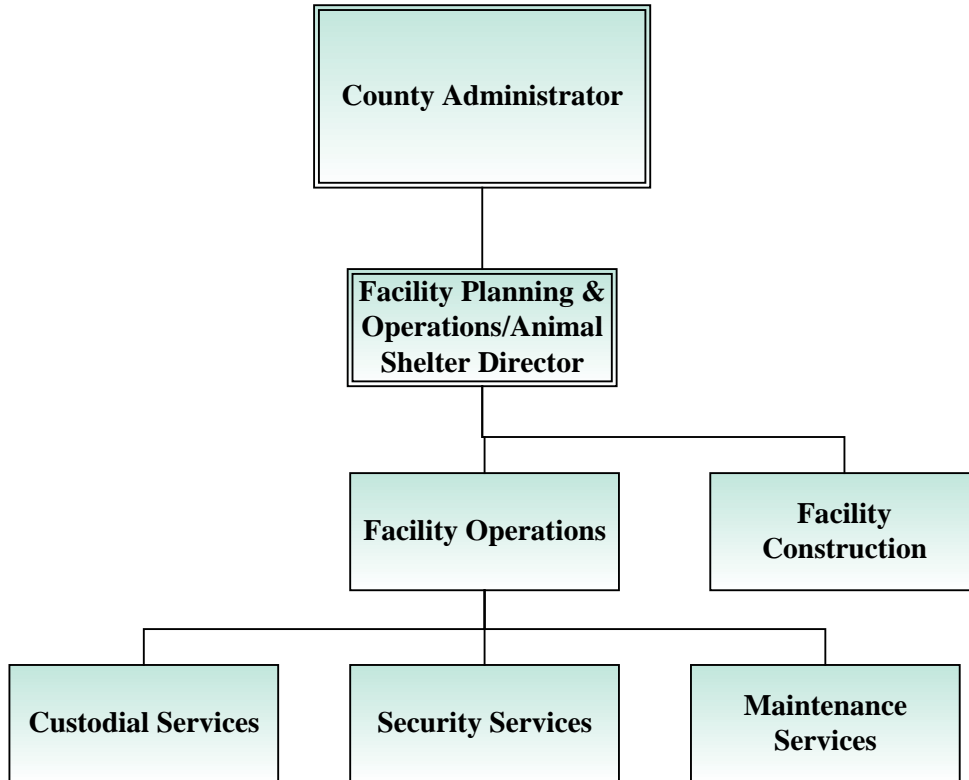 County Administrator
Facility Planning &
Operations/Animal
Shelter Director
Facility Operations
Facility
Construction
Custodial Services
Security Services
Maintenance
Services